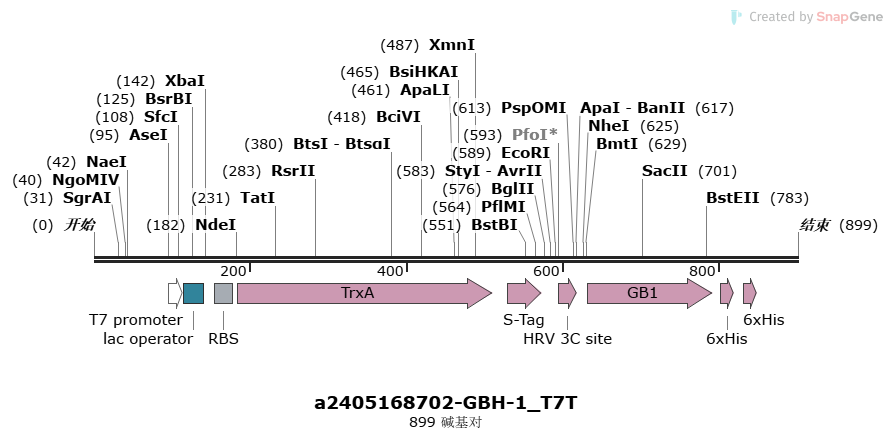 Created by SnapGene
(487) XmnI
(465) BsiHKAI
(142) XbaI
(461) ApaLI
(125) BsrBI
(613) PspOMI
ApaI - BanII (617)
(108) SfcI
(418) BciVI
NheI (625)
(95) AseI
(593) PfoI*
(380) BtsI - BtsαI
BmtI (629)
(42) NaeI
(589) EcoRI
(283) RsrII
(583) StyI - AvrII
SacII (701)
(40) NgoMIV
(576) BglII
(31) SgrAI
(231) TatI
(564) PflMI
BstEII (783)
(0) 开始
(182) NdeI
(551) BstBI
结束 (899)
200
400
600
800
TrxA
GB1
T7 promoter
S-Tag
6xHis
lac operator
RBS
HRV 3C site
6xHis
a2405168702-GBH-1_T7T
899 碱基对